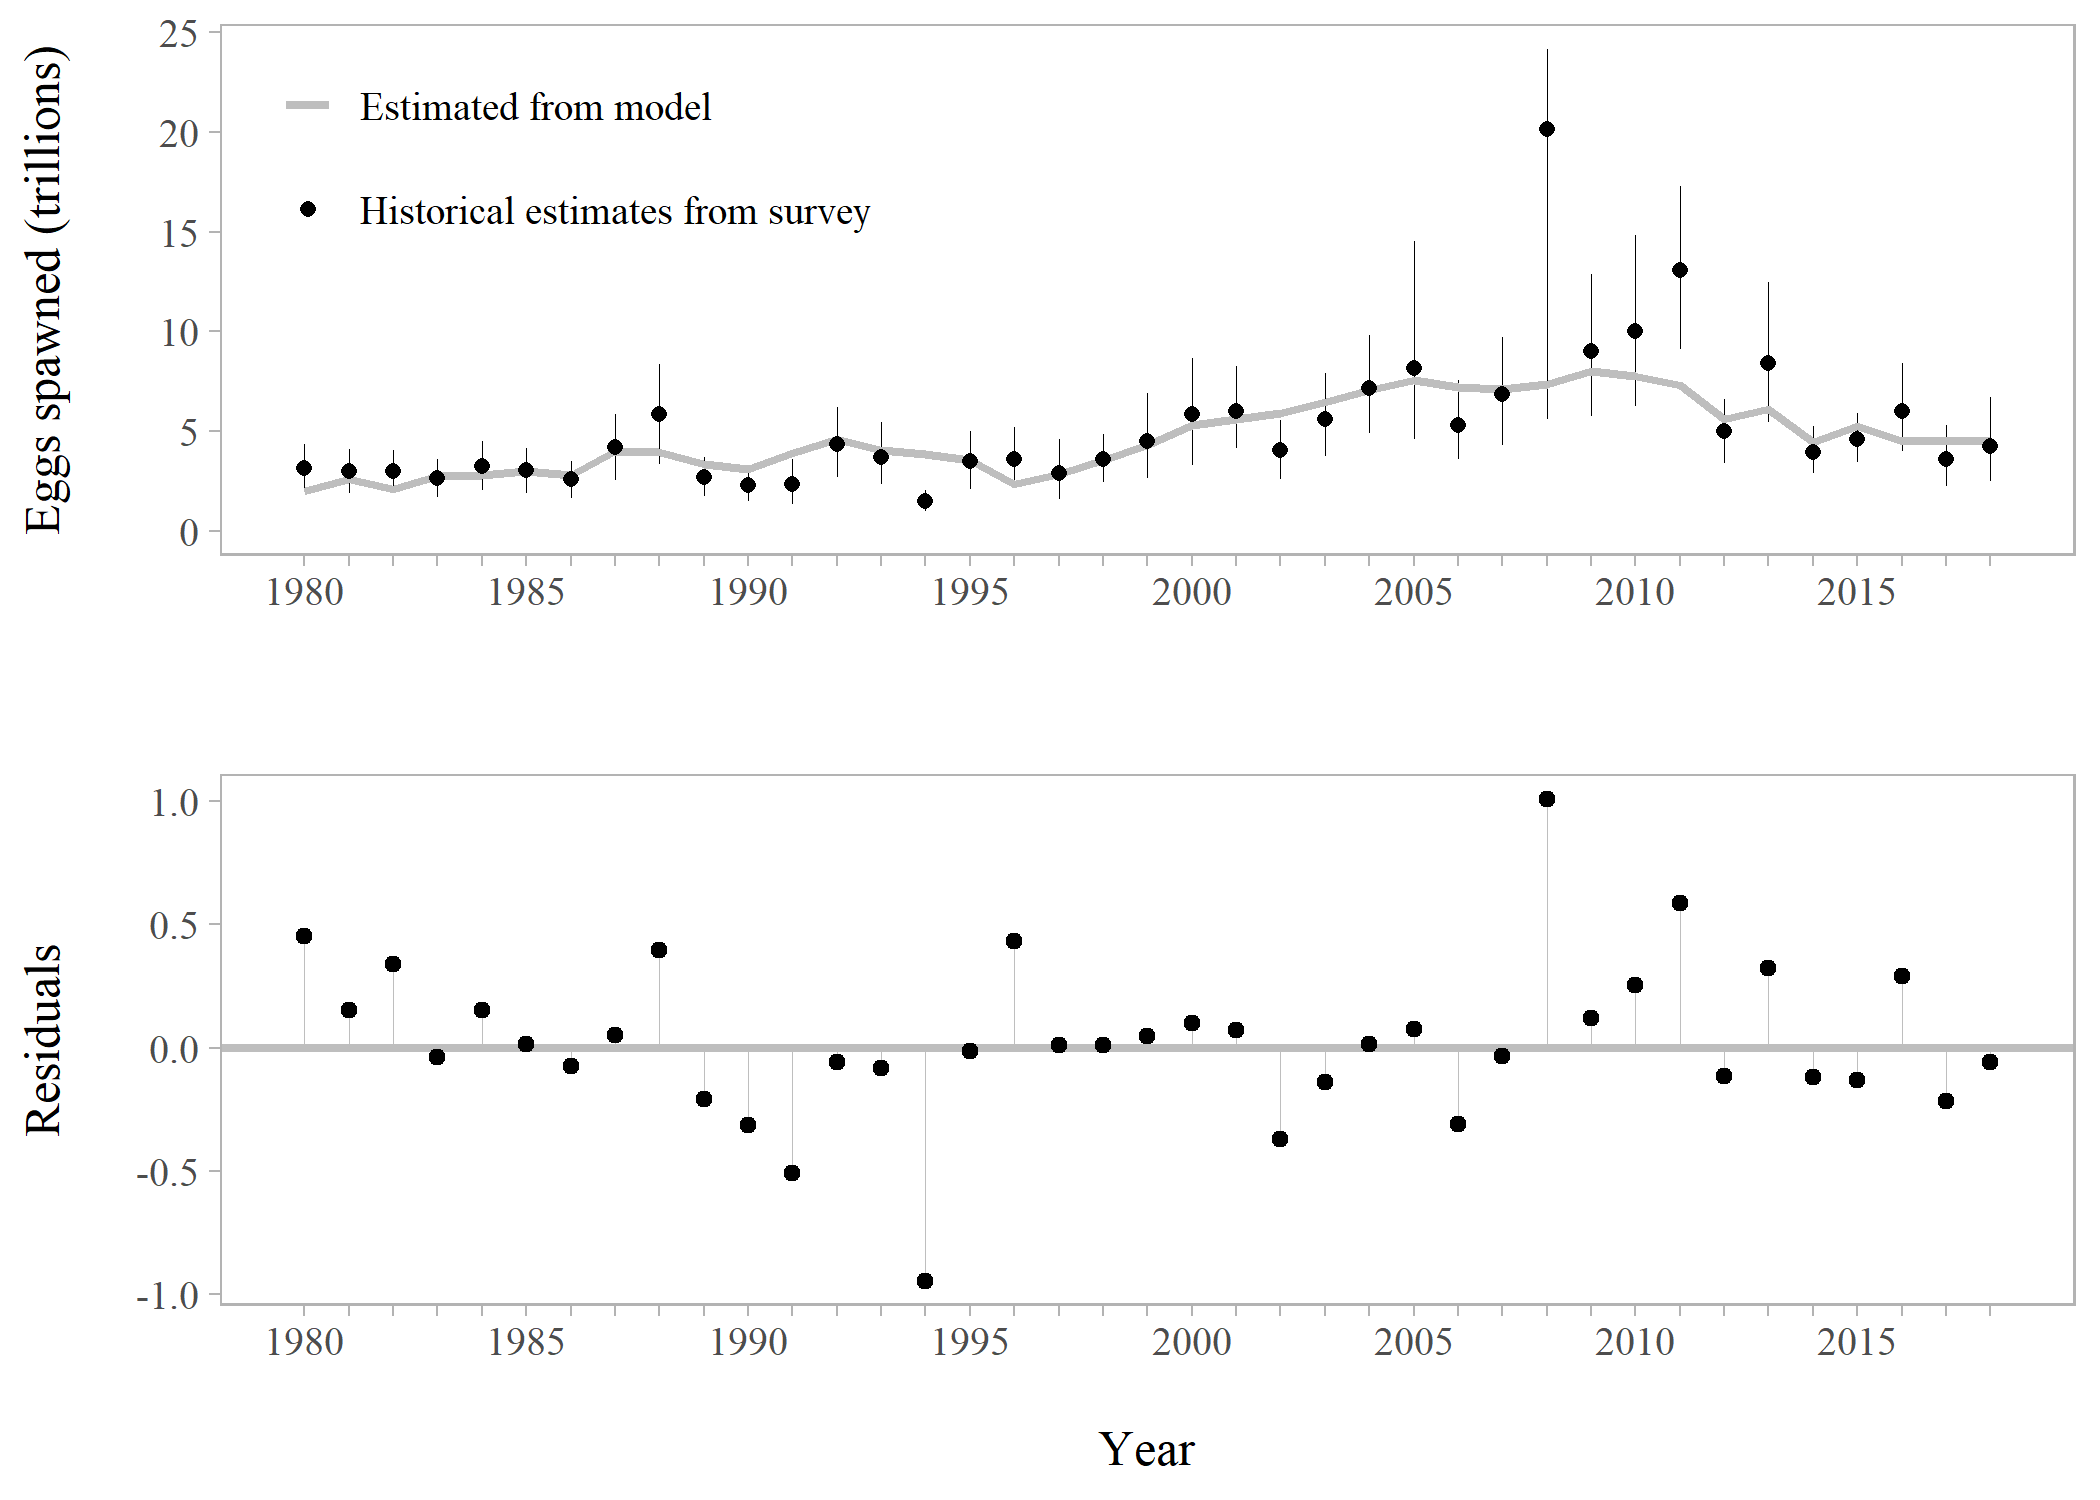 Eggs spawned (trillions)
25
20
15
10
5
0
Estimated from model
Historical estimates from survey
1980 1985 1990 1995 2000 2005 2010 2015
Residuals
1.0
0.5
0.0
-0.5
-1.0
1980 1985 1990 1995 2000 2005 2010 2015
Year